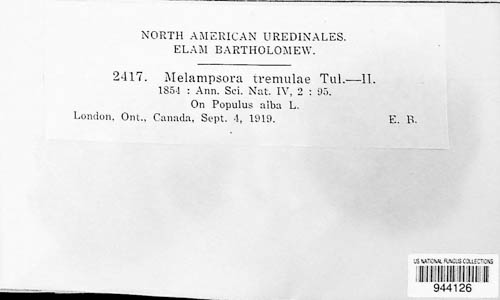 NORTH AMERICAN UREDINALES.
ELAM BARTHOLOMEW.
2417. Melampsora tremulae Tul.—II.
1854 : Ann. Sci. Nat. IV, 2 : 95.
On Populus alba L.
London, Ont., Canada, Sept. 4, 1919. E. B.
US NATIONAL FUNGUS COLLECTIONS
944126